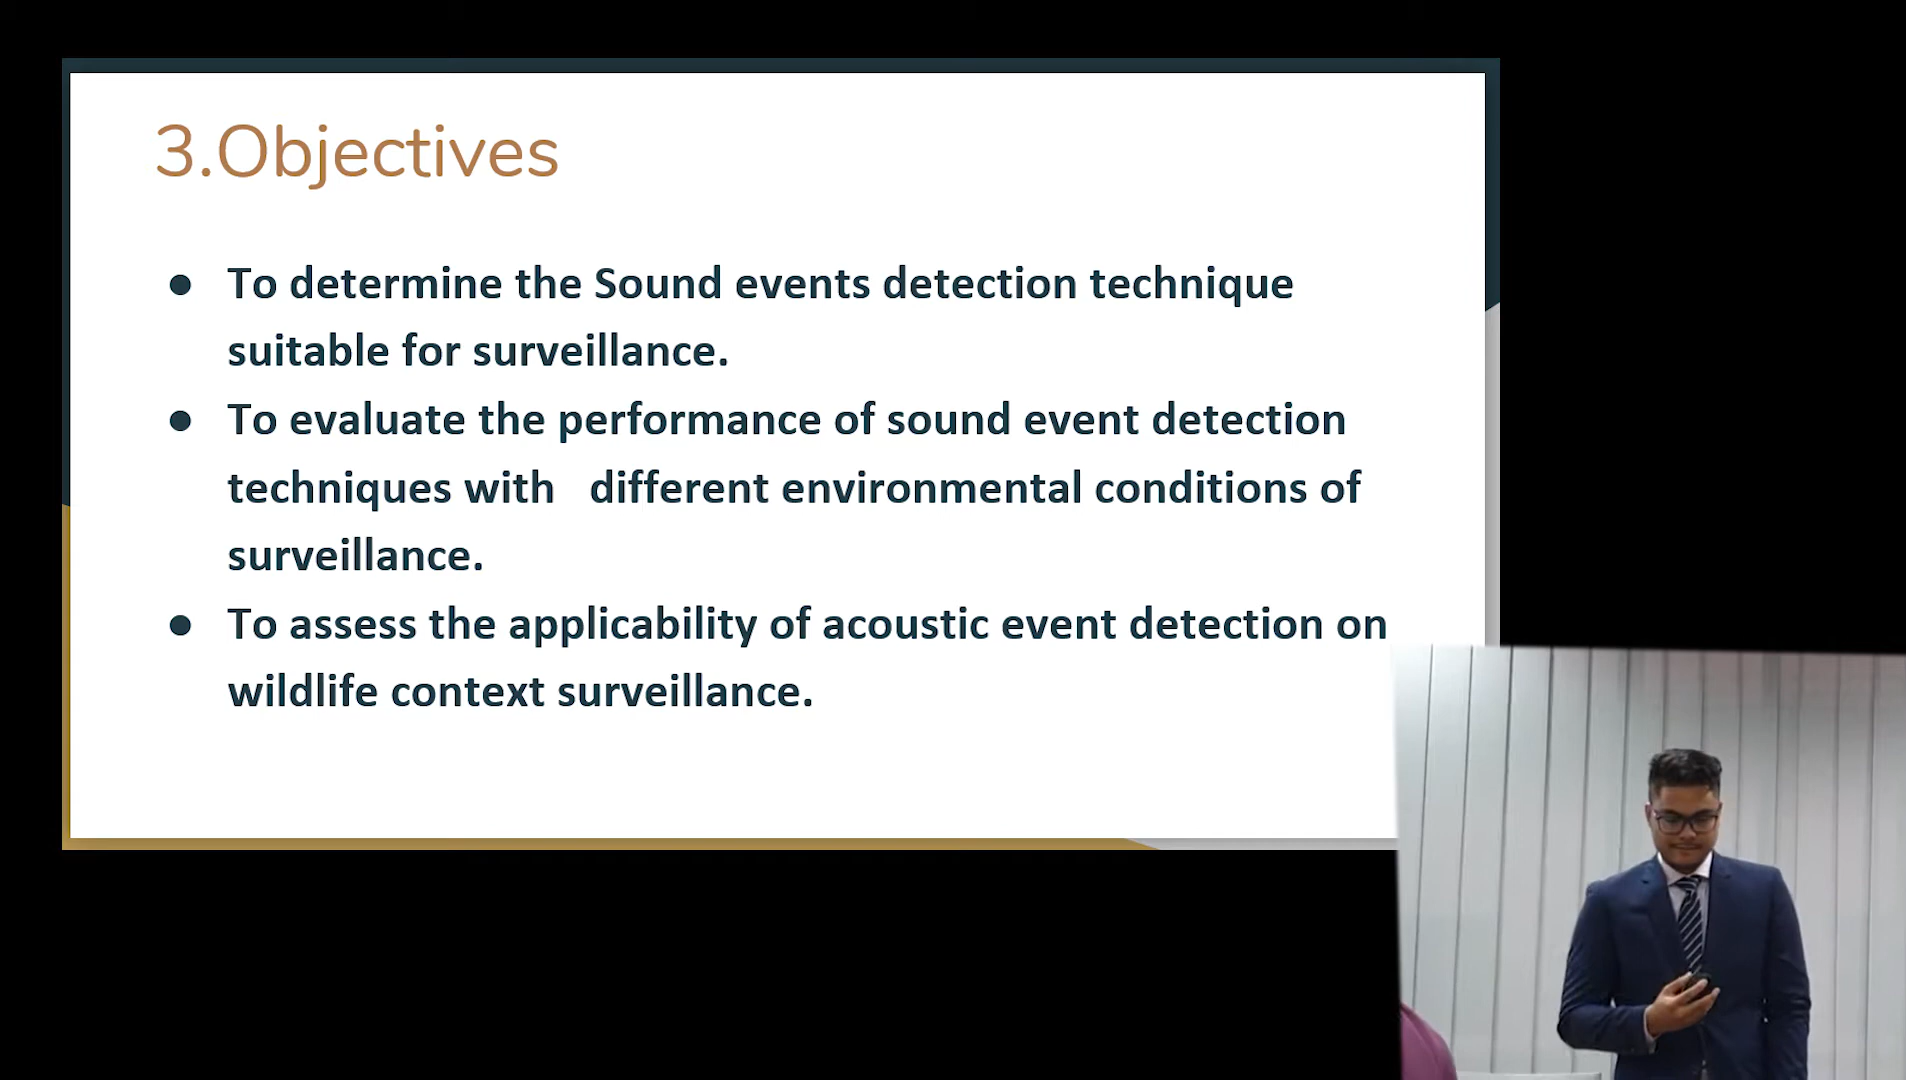 3.Objectives
● To determine the Sound events detection technique
suitable for surveillance.
● To evaluate the performance of sound event detection
techniques with   different environmental conditions of
surveillance.
● To assess the applicability of acoustic event detection on
wildlife context surveillance.